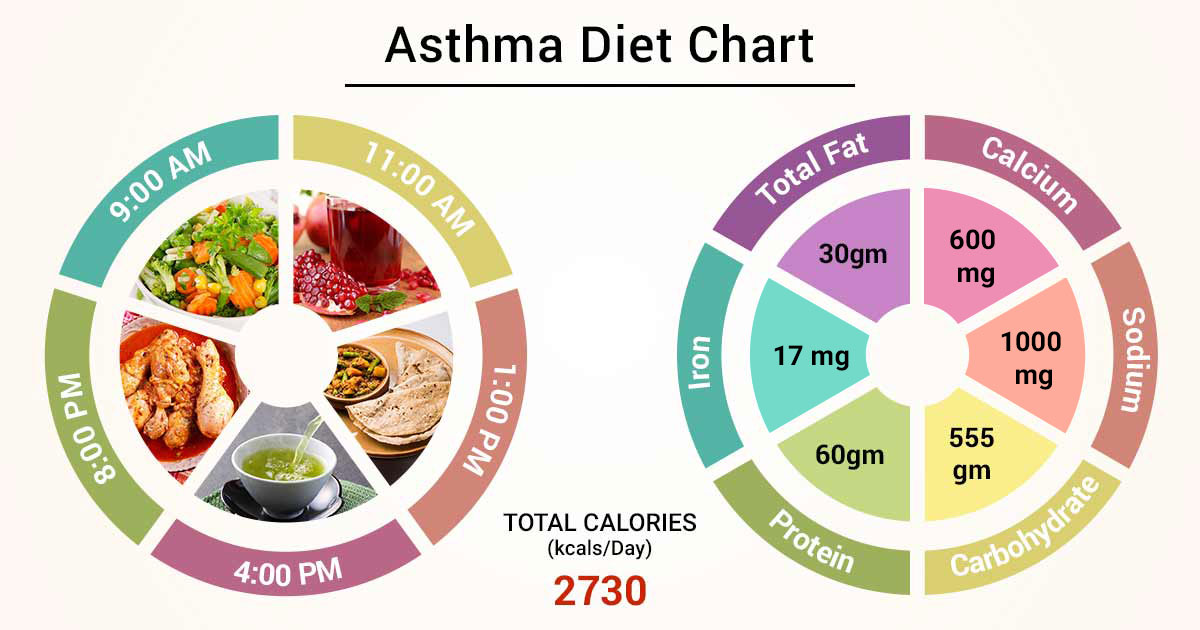 Asthma Diet Chart
9:00 AM
11:00 AM
1:00 PM
4:00 PM
8:00 PM
TOTAL CALORIES
(kcals/Day)
2730
Total Fat
30gm
Calcium
600
mg
Sodium
1000
mg
Carbohydrate
555
gm
Protein
60gm
Iron
17 mg